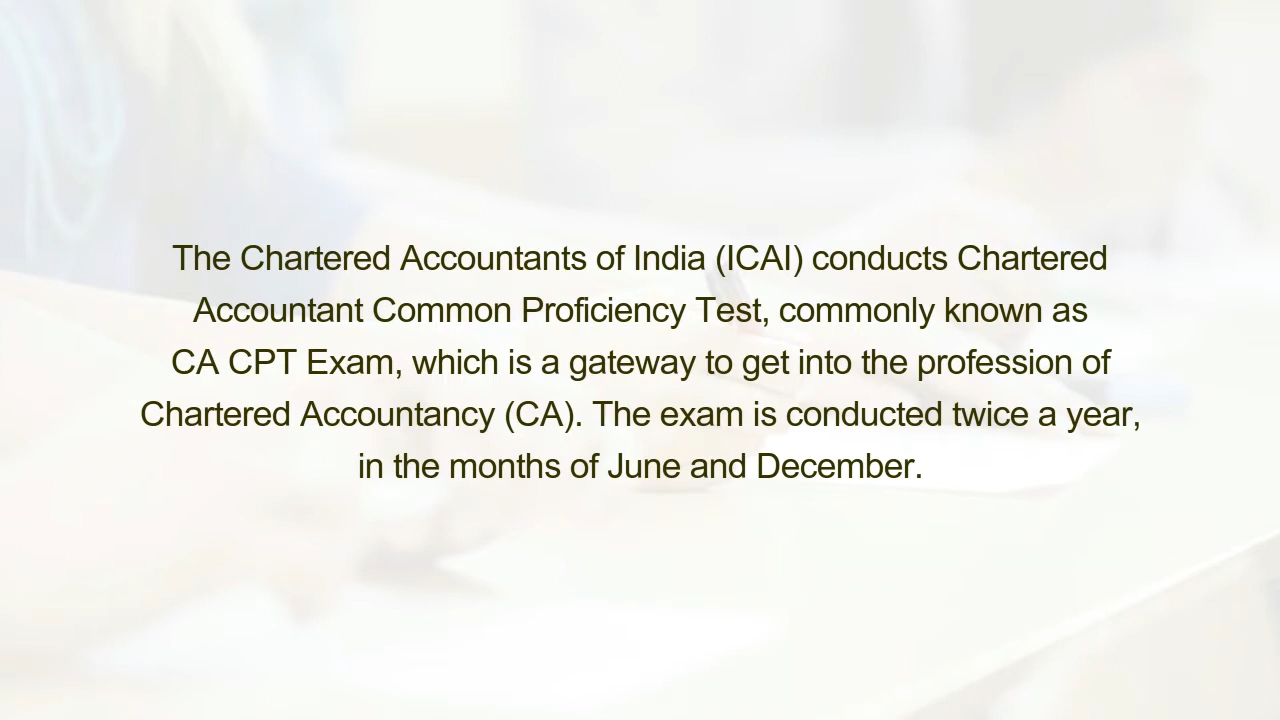 The Chartered Accountants of India (ICAI) conducts Chartered
Accountant Common Proficiency Test, commonly known as
CA CPT Exam, which is a gateway to get into the profession of
Chartered Accountancy (CA). The exam is conducted twice a year,
in the months of June and December.